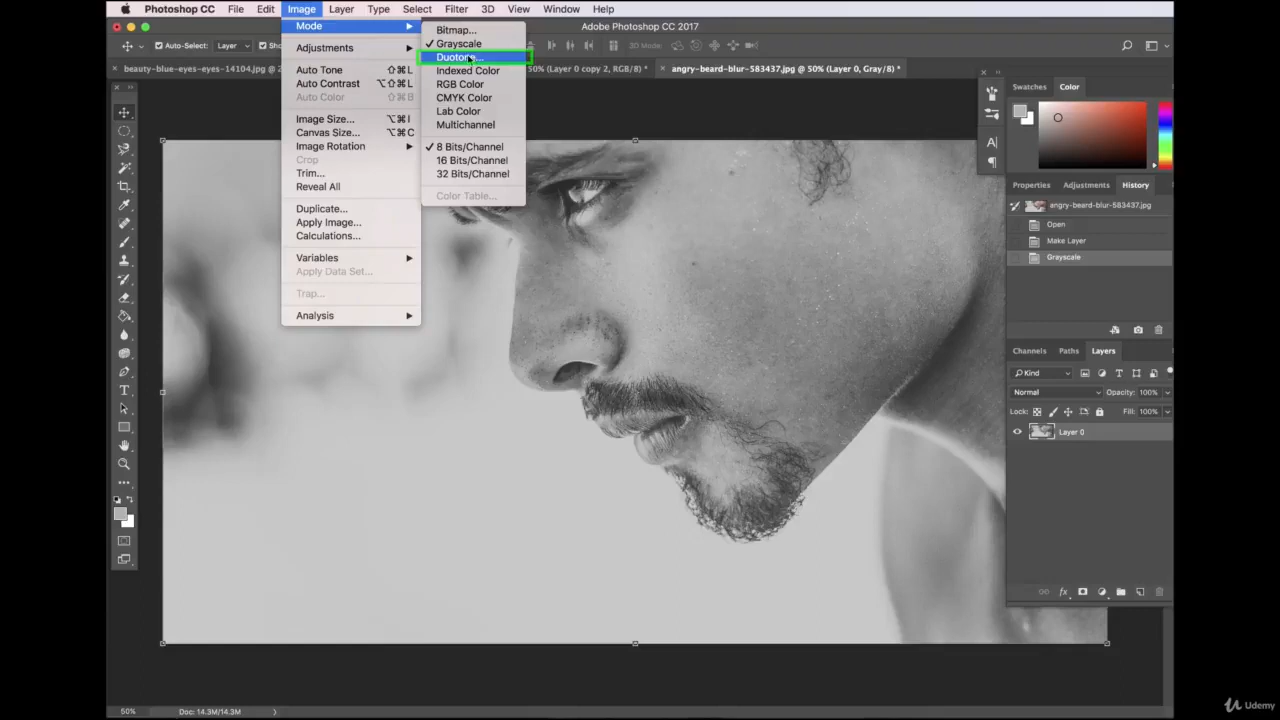 Photoshop CC File Edit Image Layer Type Select Filter 3D View Window Help
Adobe Photoshop CC 2017
Auto-Select: Layer 3D Mode:
beauty-blue-eyes-eyes-14104.jpg @ 50% (Layer 0 copy 2, RGB/8) * angry-beard-blur-583437.jpg @ 50% (Layer 0, Gray/8) *
Mode
Adjustments
Auto Tone ⇧⌘L
Auto Contrast ⌥⇧⌘L
Auto Color ⇧⌘B
Image Size... ⌥⌘I
Canvas Size... ⌥⌘C
Image Rotation
Crop
Trim...
Reveal All
Duplicate...
Apply Image...
Calculations...
Variables
Apply Data Set...
Trap...
Analysis
Bitmap...
✓ Grayscale
Duotone...
Indexed Color
RGB Color
CMYK Color
Lab Color
Multichannel
✓ 8 Bits/Channel
16 Bits/Channel
32 Bits/Channel
Color Table...
Swatches Color
Properties Adjustments History
angry-beard-blur-583437.jpg
Open
Make Layer
Grayscale
Channels Paths Layers
Kind
Normal Opacity: 100%
Lock: Fill: 100%
Layer 0
50% Doc: 14.3M/14.3M
Udemy